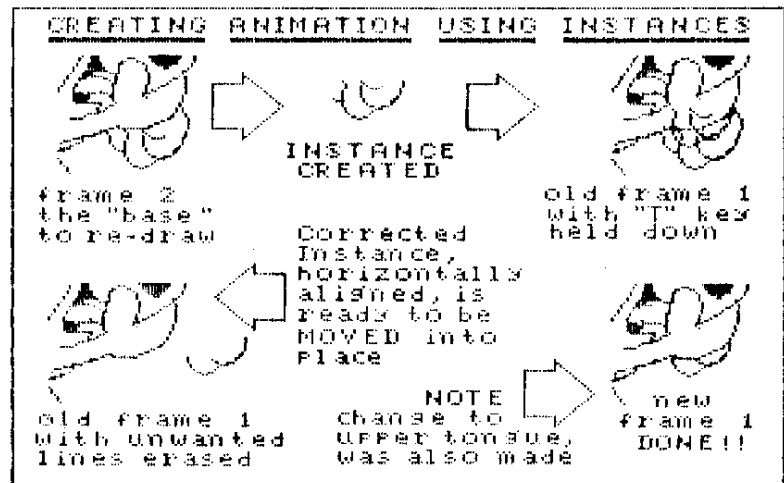 CREATING ANIMATION USING INSTANCES
INSTANCE
CREATED
frame 2
the "base"
to re-draw
old frame 1
with "T" key
held down
Corrected
Instance,
horizontally
aligned, is
ready to be
MOVED into
place
old frame 1
with unwanted
lines erased
NOTE
change to
upper tongue,
was also made
new
frame 1
DONE!!